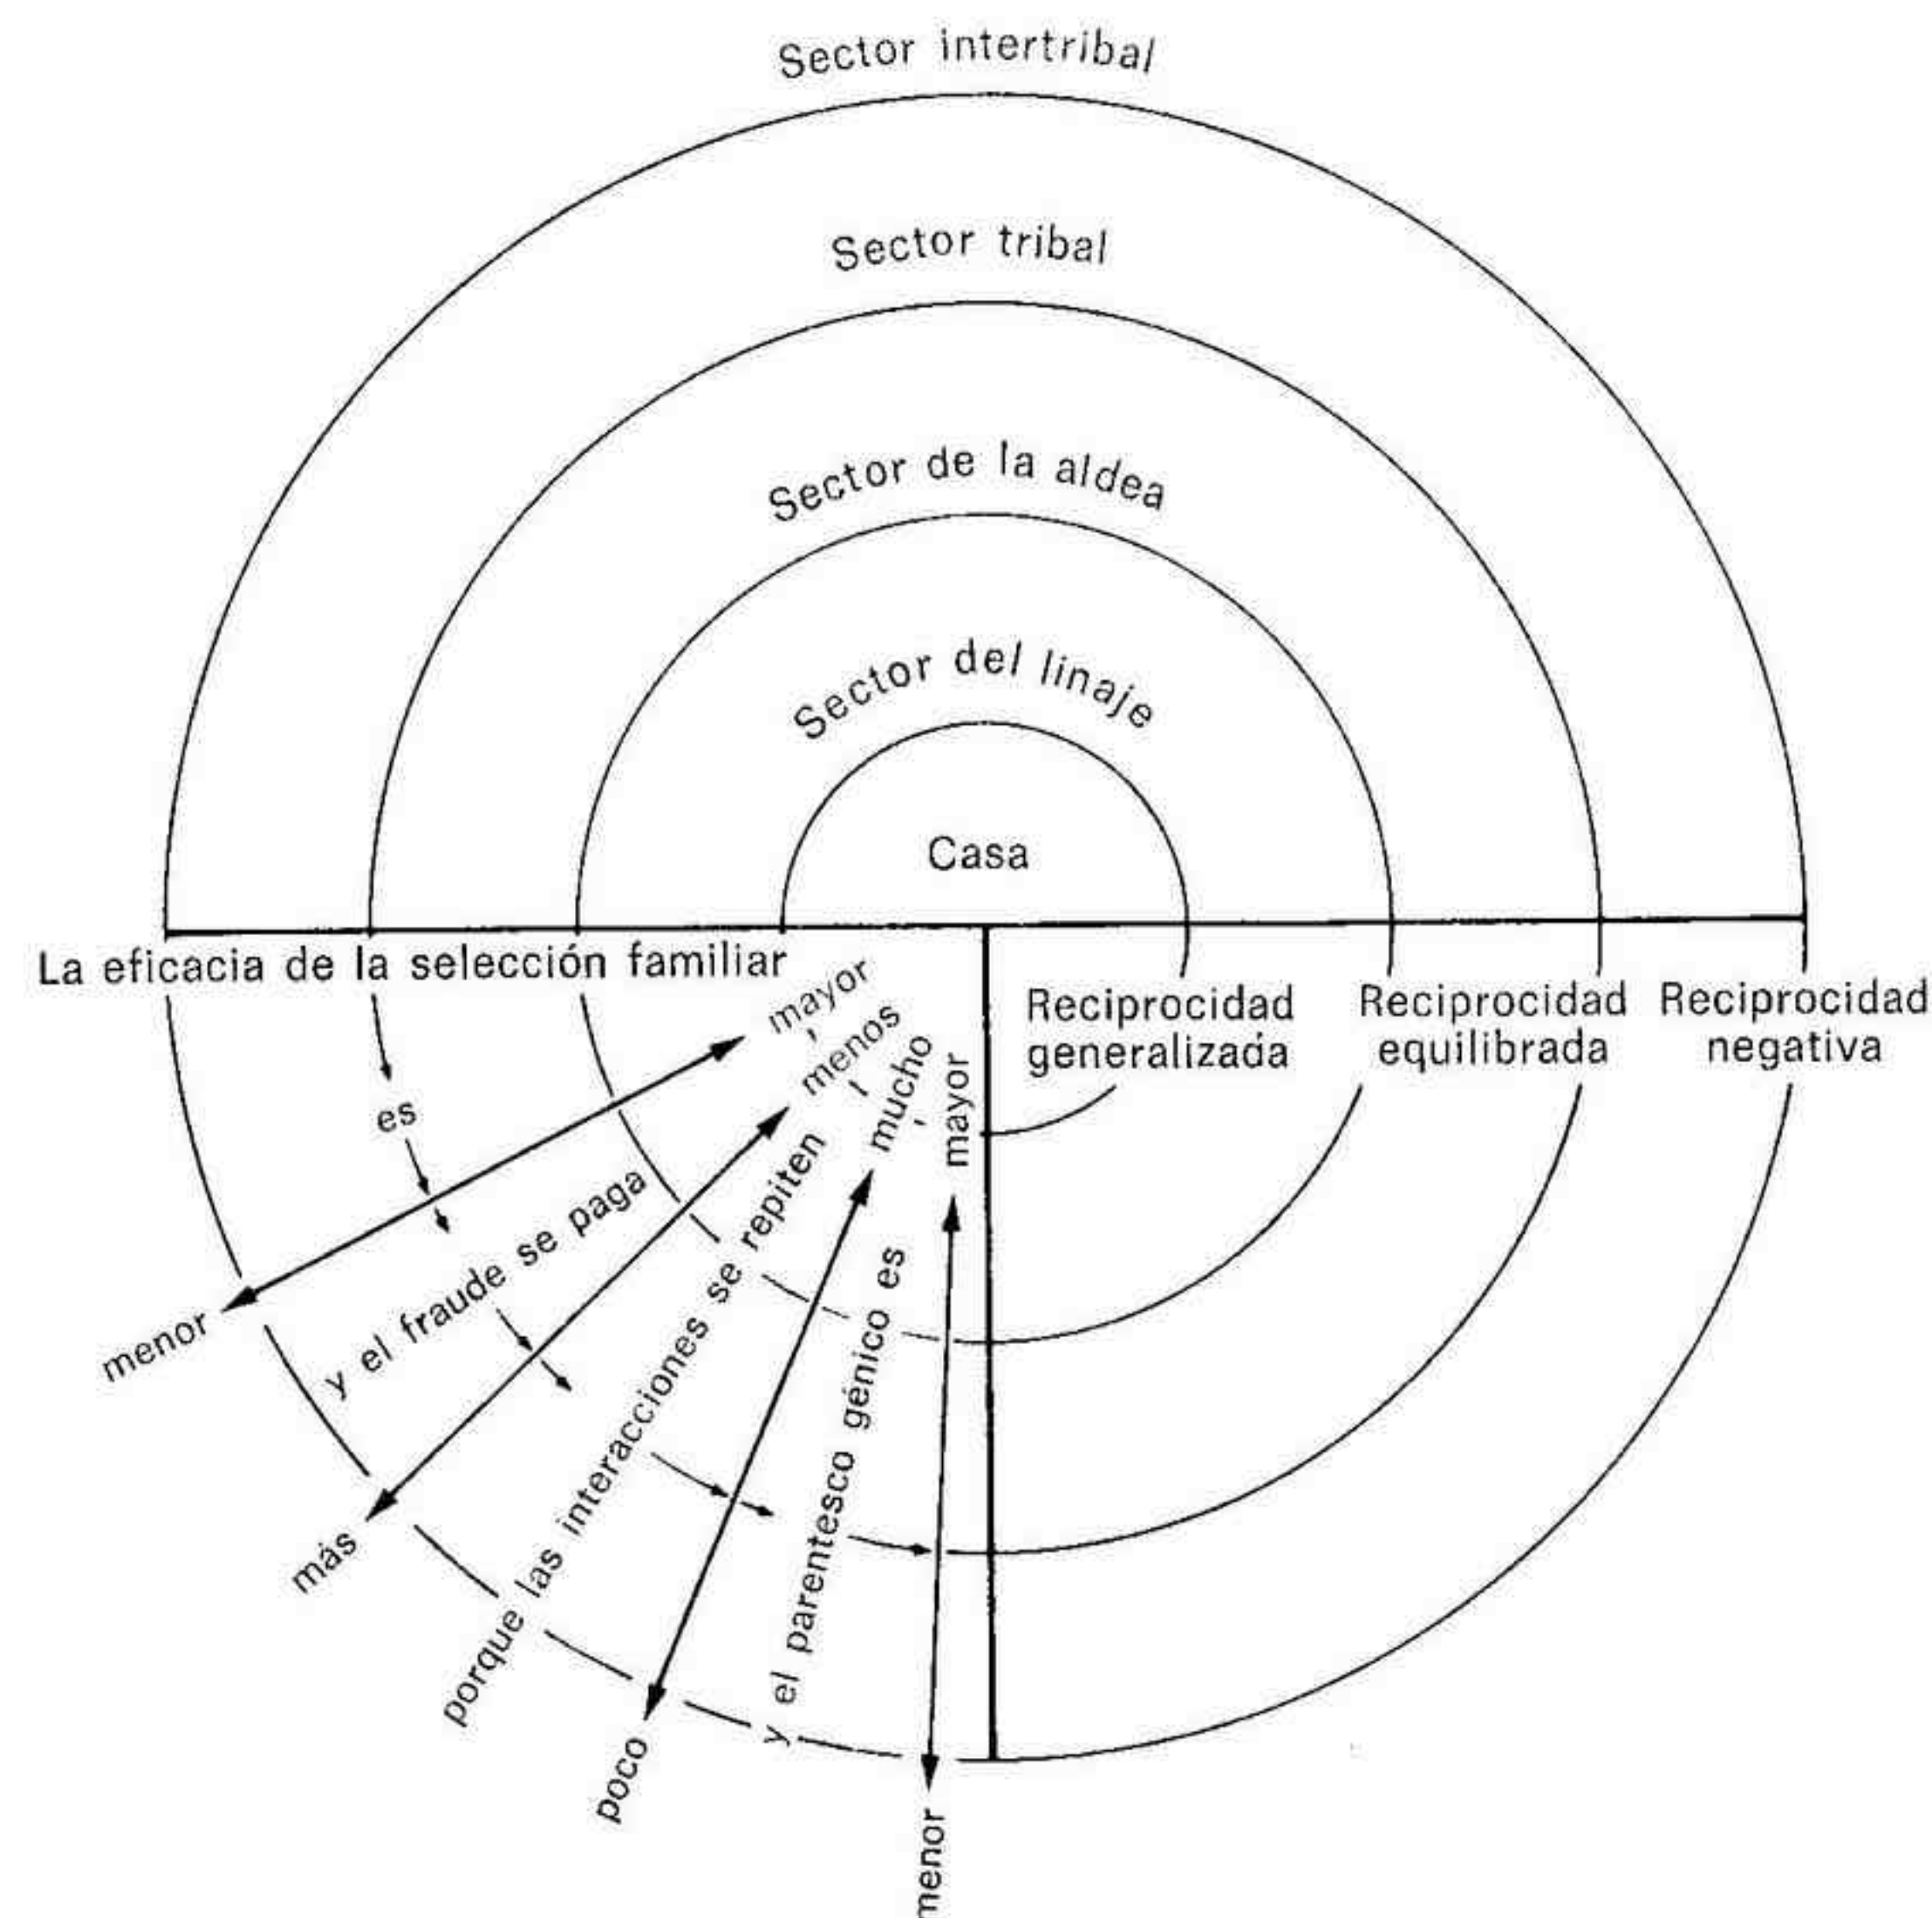 Sector intertribal
Sector tribal
Sector de la aldea
Sector del linaje
Casa
La eficacia de la selección familiar
es
mayor
menor
y el fraude se paga
menos
más
porque las interacciones se repiten
mucho
poco
y el parentesco génico es
mayor
menor
Reciprocidad
generalizada
Reciprocidad
equilibrada
Reciprocidad
negativa